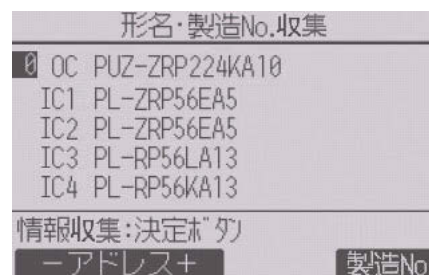 形名・製造No.収集
0 OC PUZ-ZRP224KA10
IC1 PL-ZRP56EA5
IC2 PL-ZRP56EA5
IC3 PL-RP56LA13
IC4 PL-RP56KA13
情報収集:決定ボタン
－アドレス＋ 製造No